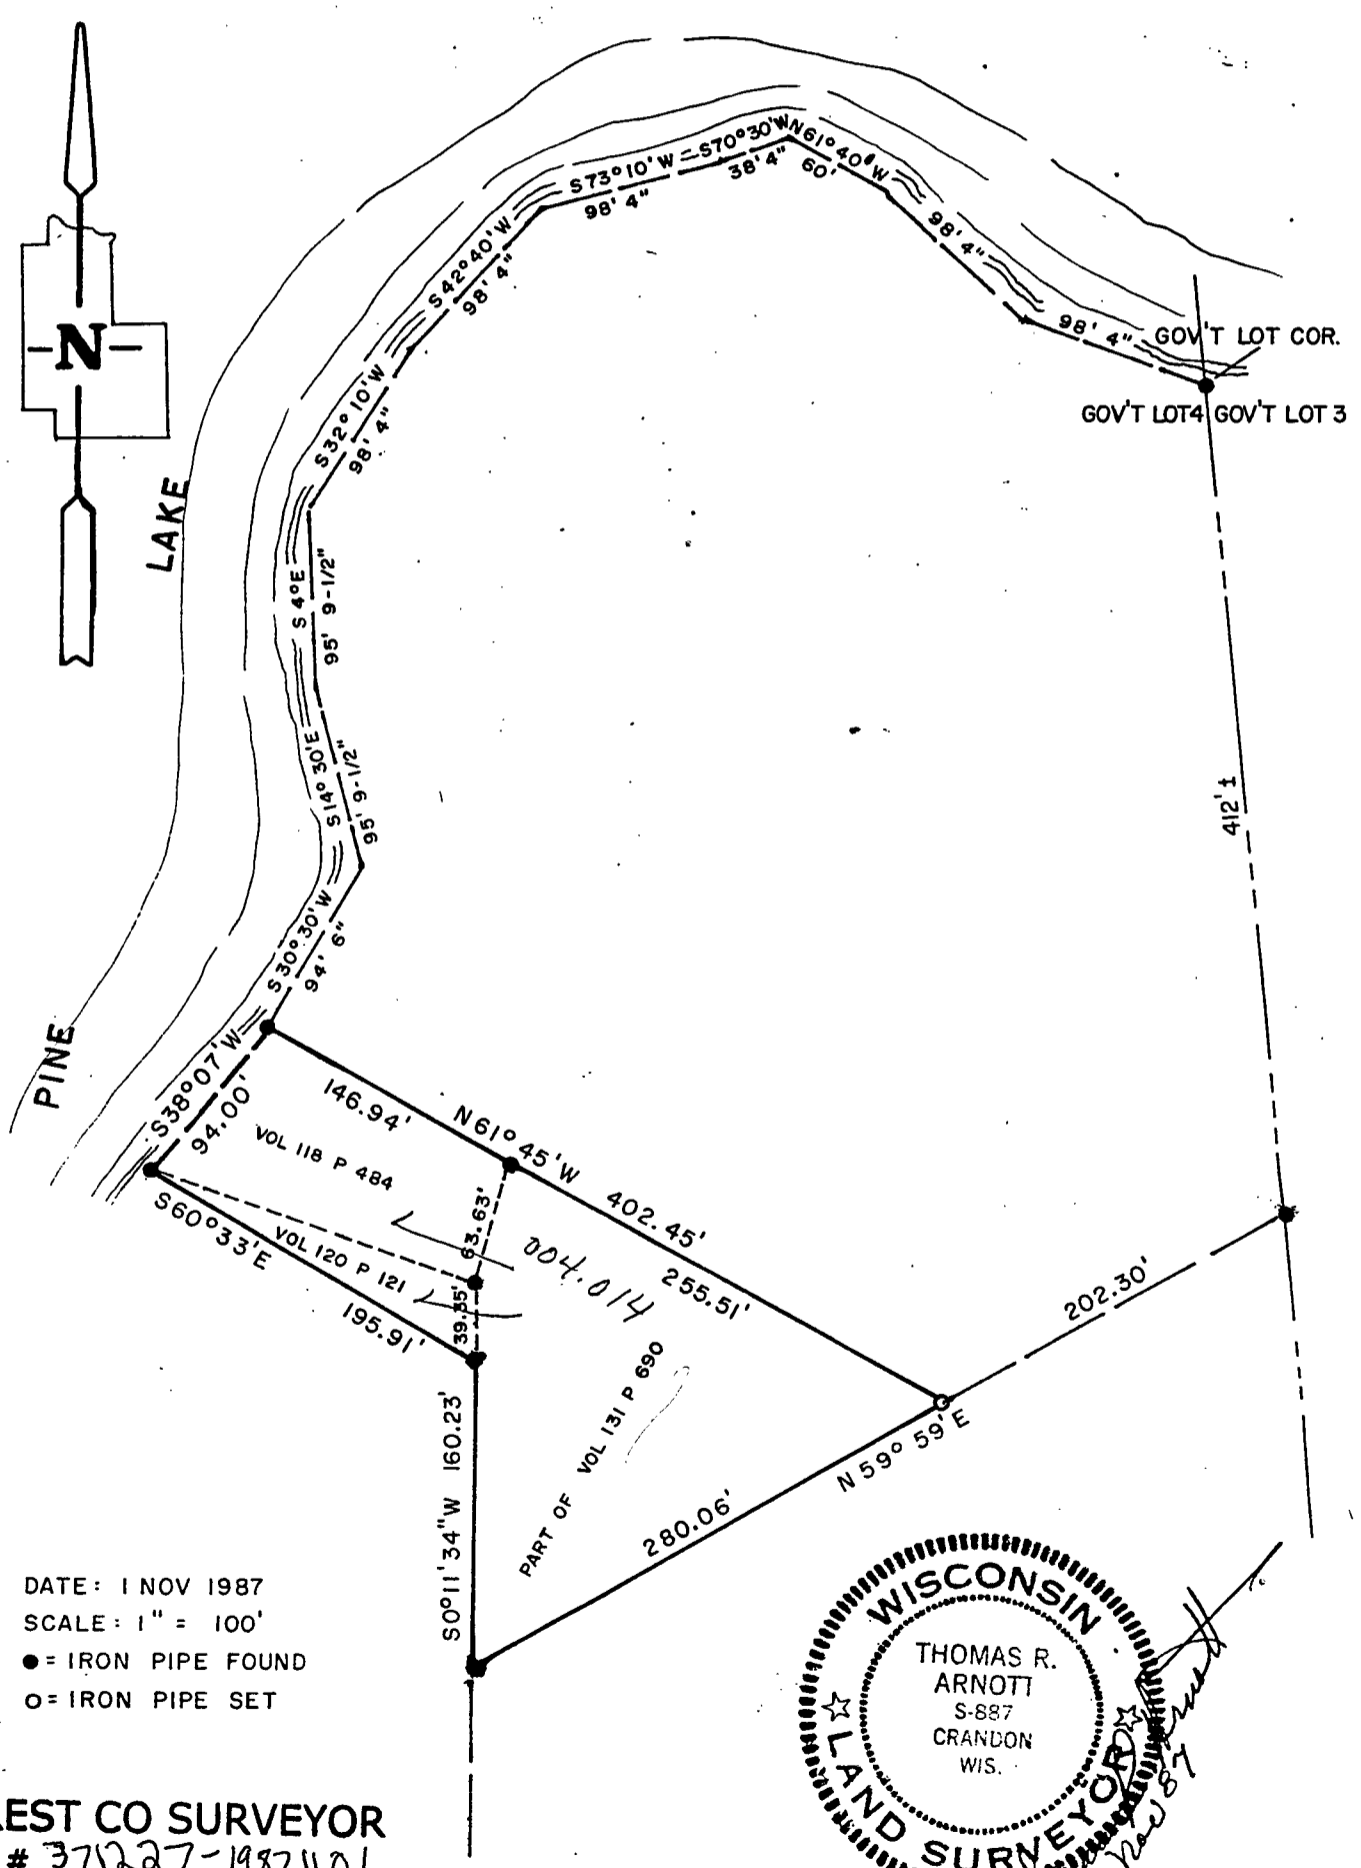 N
PINE LAKE
N61°40'W
60'
S70°30'W
38' 4"
S73°10'W
98' 4"
98' 4"
98' 4"
GOV'T LOT COR.
GOV'T LOT 4 GOV'T LOT 3
S42°40'W
98' 4"
S32°10'W
98' 4"
S4°E
95' 9-1/2"
S14°30'E
95' 9-1/2"
412'±
S30°30'W
94' 6"
S38°07'W
94.00'
146.94'
N61°45'W 402.45'
255.51'
VOL 118 P 484
63.63'
004.014
VOL 120 P 121
39.35'
S60°33'E
195.91'
202.30'
N59°59'E
280.06'
PART OF VOL 131 P 690
S0°11'34"W 160.23'
DATE: 1 NOV 1987
SCALE: 1" = 100'
●= IRON PIPE FOUND
○= IRON PIPE SET
WISCONSIN
THOMAS R.
ARNOTT
S-887
CRANDON
WIS.
LAND SURVEYOR
REST CO SURVEYOR
# 371227-19871101